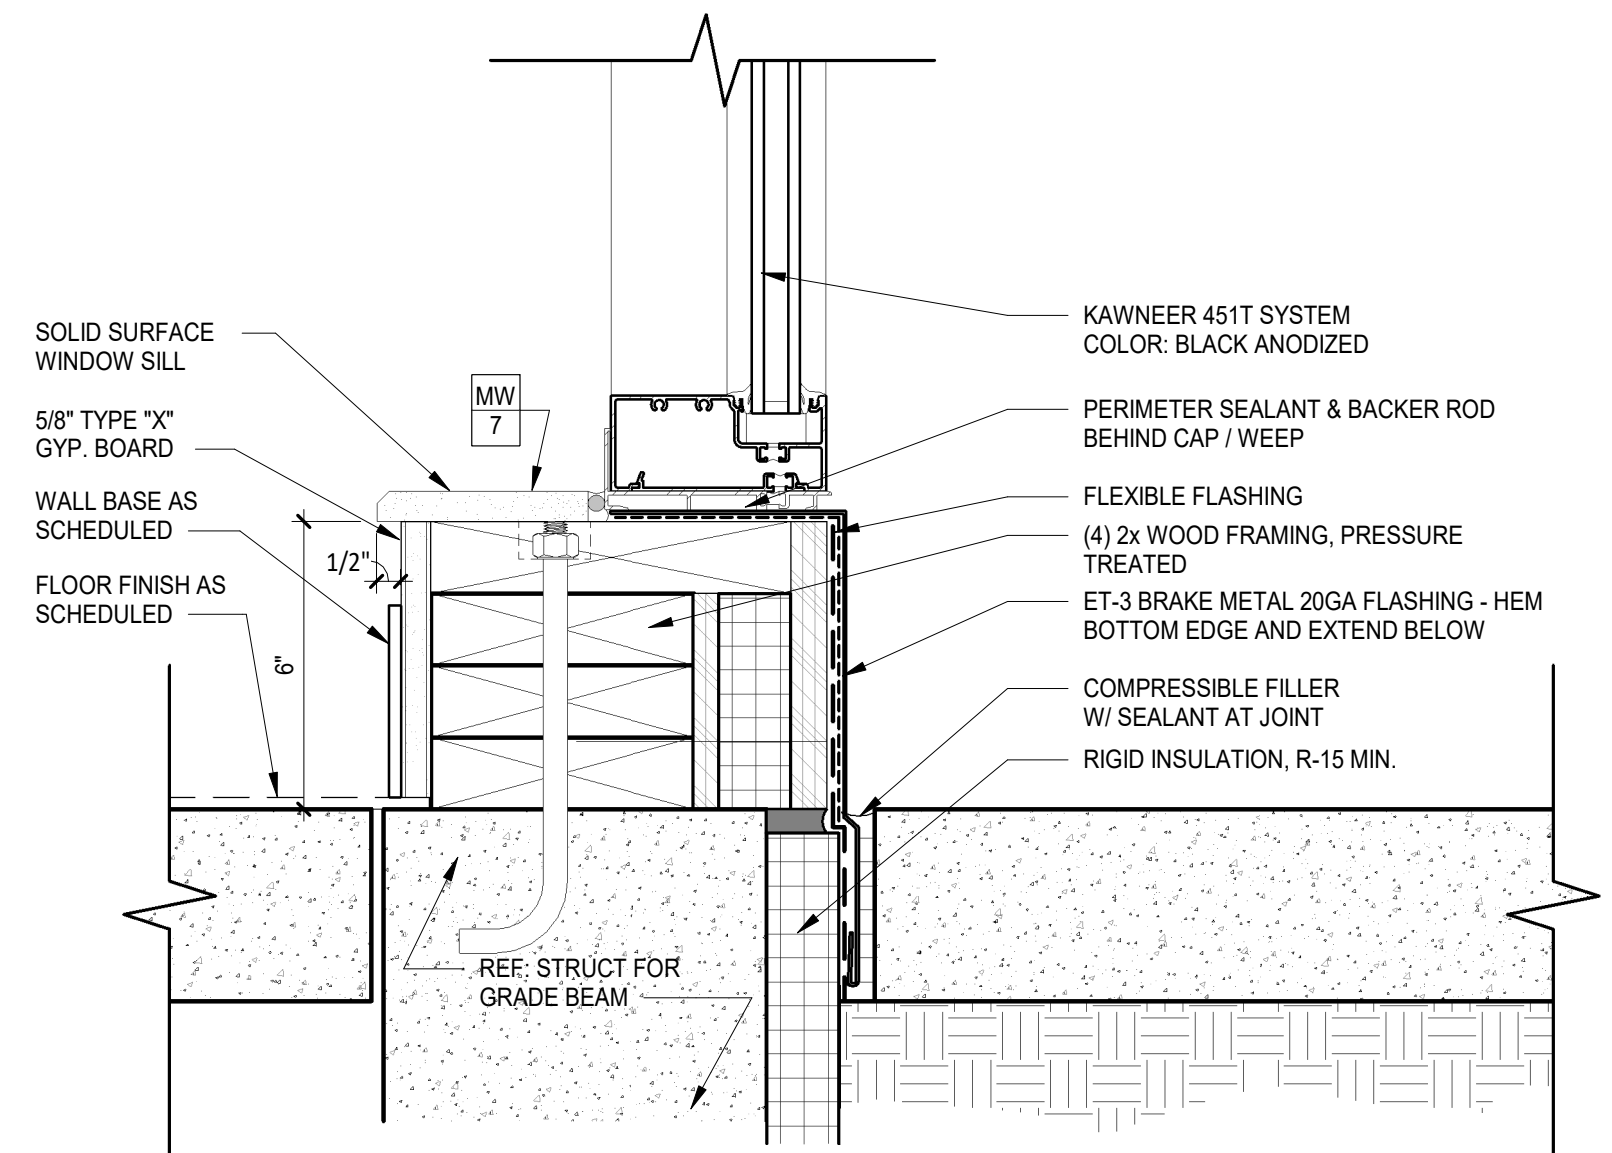 SOLID SURFACE
WINDOW SILL
5/8" TYPE "X"
GYP. BOARD
WALL BASE AS
SCHEDULED
FLOOR FINISH AS
SCHEDULED
MW
7
1/2"
6"
REF: STRUCT FOR
GRADE BEAM
KAWNEER 451T SYSTEM
COLOR: BLACK ANODIZED
PERIMETER SEALANT & BACKER ROD
BEHIND CAP / WEEP
FLEXIBLE FLASHING
(4) 2x WOOD FRAMING, PRESSURE
TREATED
ET-3 BRAKE METAL 20GA FLASHING - HEM
BOTTOM EDGE AND EXTEND BELOW
COMPRESSIBLE FILLER
W/ SEALANT AT JOINT
RIGID INSULATION, R-15 MIN.